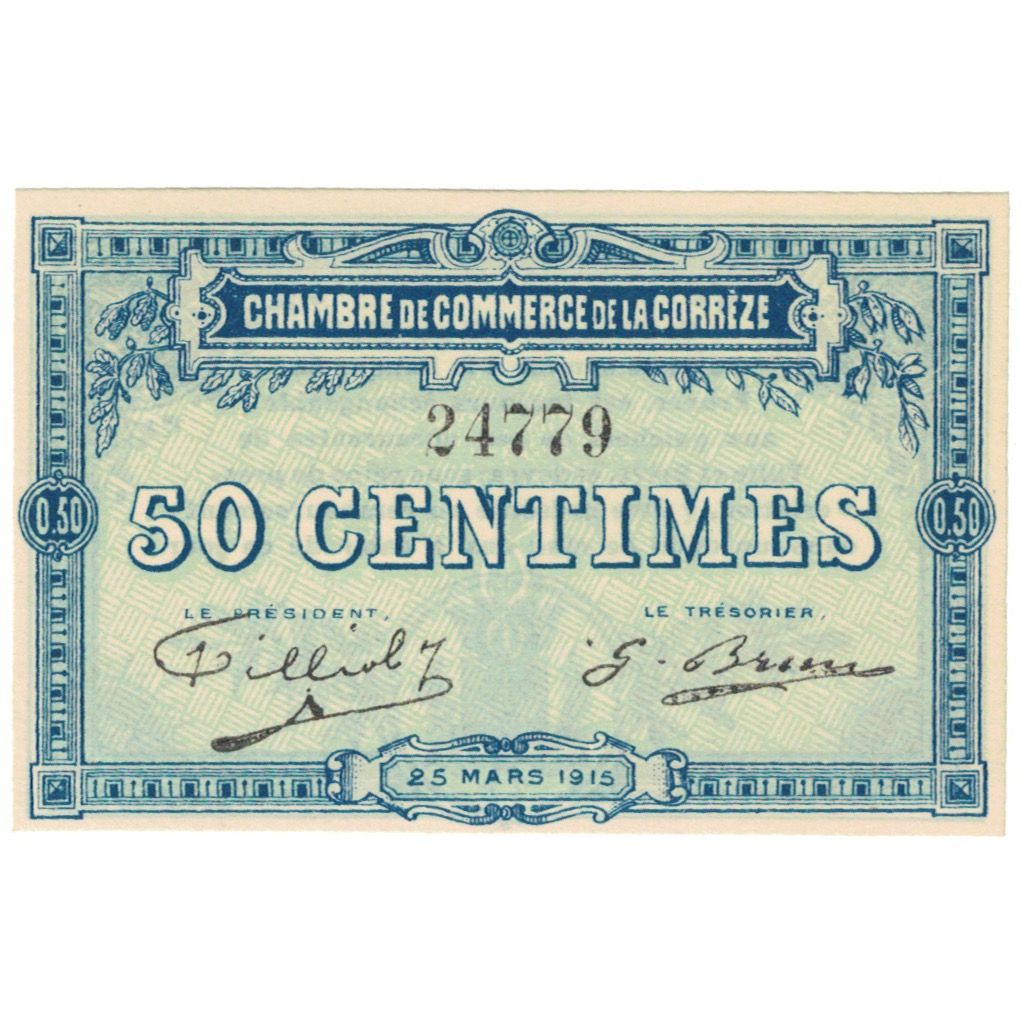 CHAMBRE DE COMMERCE DE LA CORRÈZE
24779
50 CENTIMES
0.50 0.50
LE PRÉSIDENT, LE TRÉSORIER,
G. Brun
25 MARS 1915